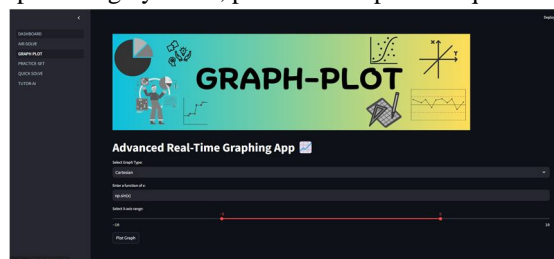 DASHBOARD
AIR-SOLVE
GRAPH-PLOT
PRACTICE-SET
QUICK SOLVE
TUTOR-AI
Deploy
GRAPH-PLOT
X
Y
Advanced Real-Time Graphing App
Select Graph Type:
Cartesian
Enter a function of x:
np.sin(x)
Select X-axis range:
-10
10
Plot Graph